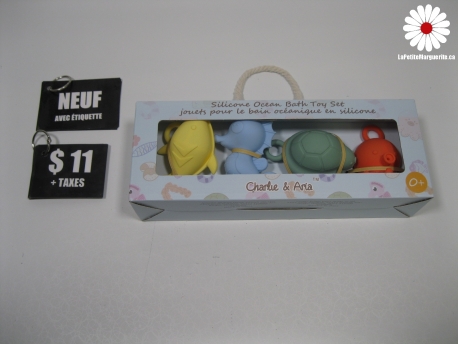 LaPetiteMarguerite.ca
NEUF
AVEC ÉTIQUETTE
$ 11
+ TAXES
Silicone Ocean Bath Toy Set
jouets pour le bain océanique en silicone
Charlie & Aria
0+